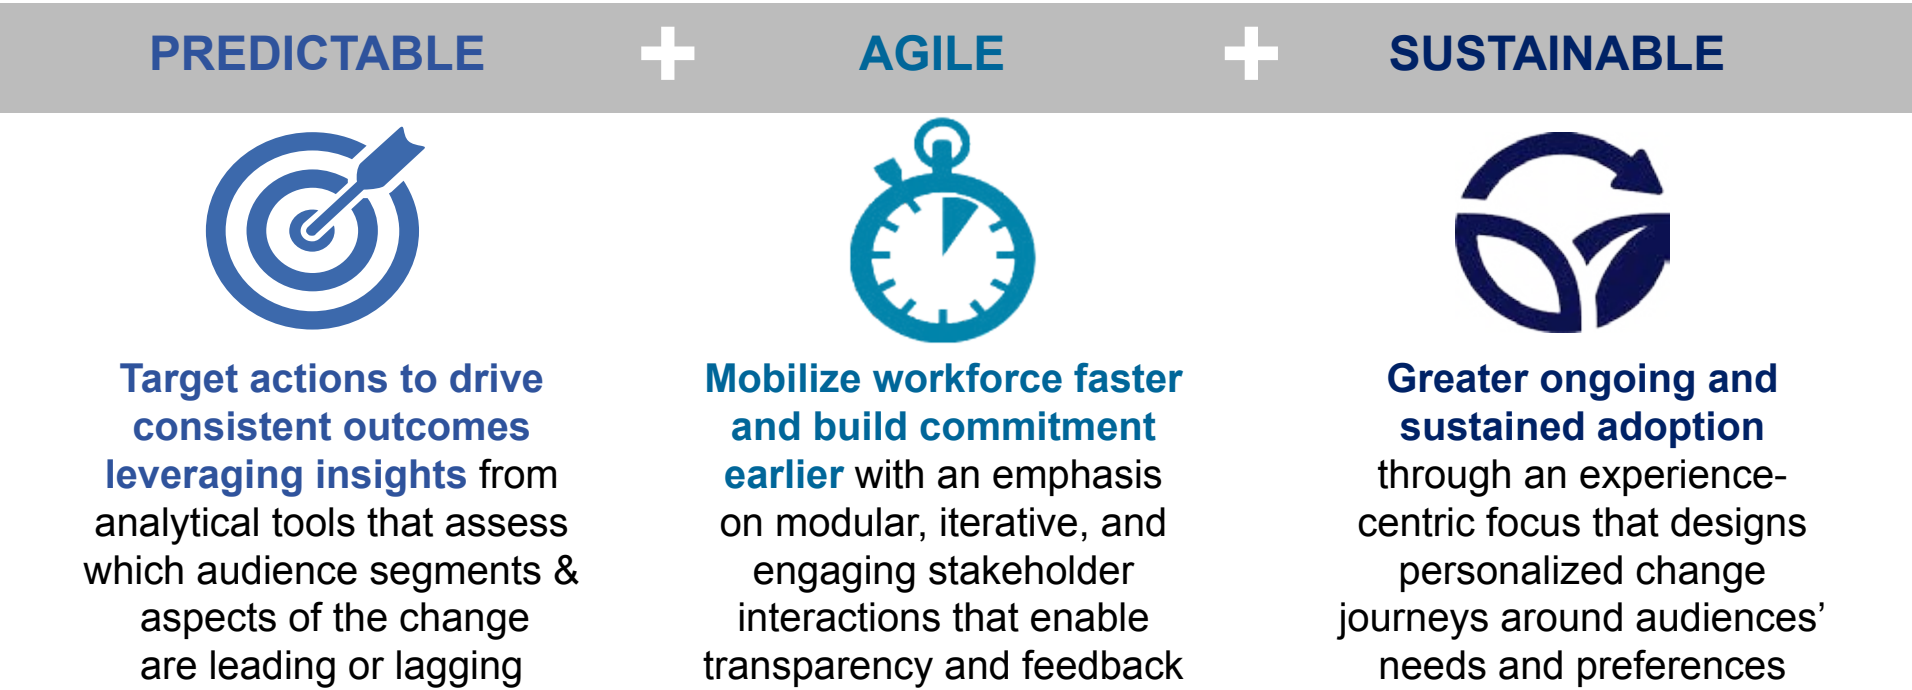 PREDICTABLE + AGILE + SUSTAINABLE
Target actions to drive
consistent outcomes
leveraging insights from
analytical tools that assess
which audience segments &
aspects of the change
are leading or lagging
Mobilize workforce faster
and build commitment
earlier with an emphasis
on modular, iterative, and
engaging stakeholder
interactions that enable
transparency and feedback
Greater ongoing and
sustained adoption
through an experience-
centric focus that designs
personalized change
journeys around audiences’
needs and preferences